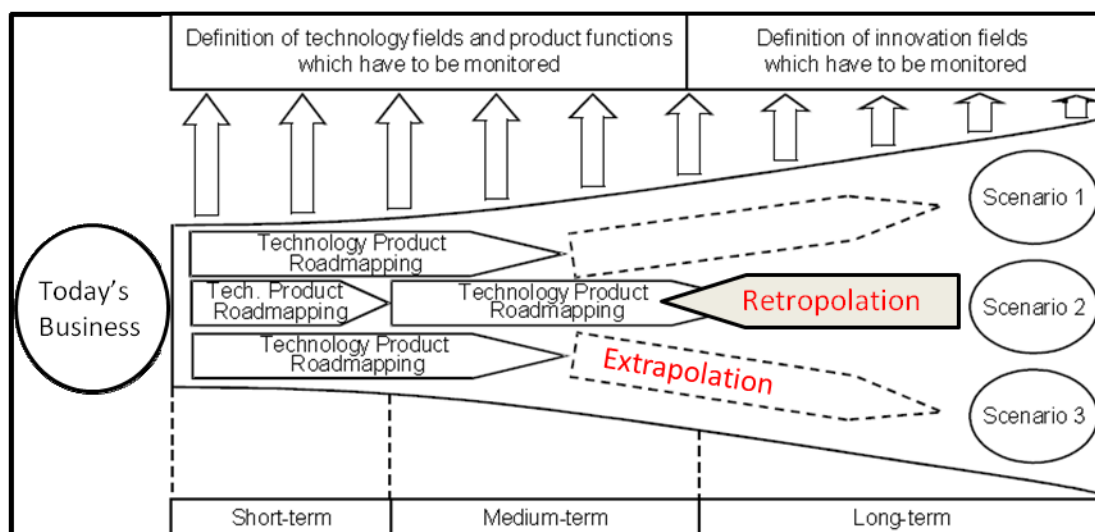 Definition of technology fields and product functions
which have to be monitored
Definition of innovation fields
which have to be monitored
Today's
Business
Technology Product
Roadmapping
Tech. Product
Roadmapping
Technology Product
Roadmapping
Technology Product
Roadmapping
Extrapolation
Retropolation
Scenario 1
Scenario 2
Scenario 3
Short-term
Medium-term
Long-term